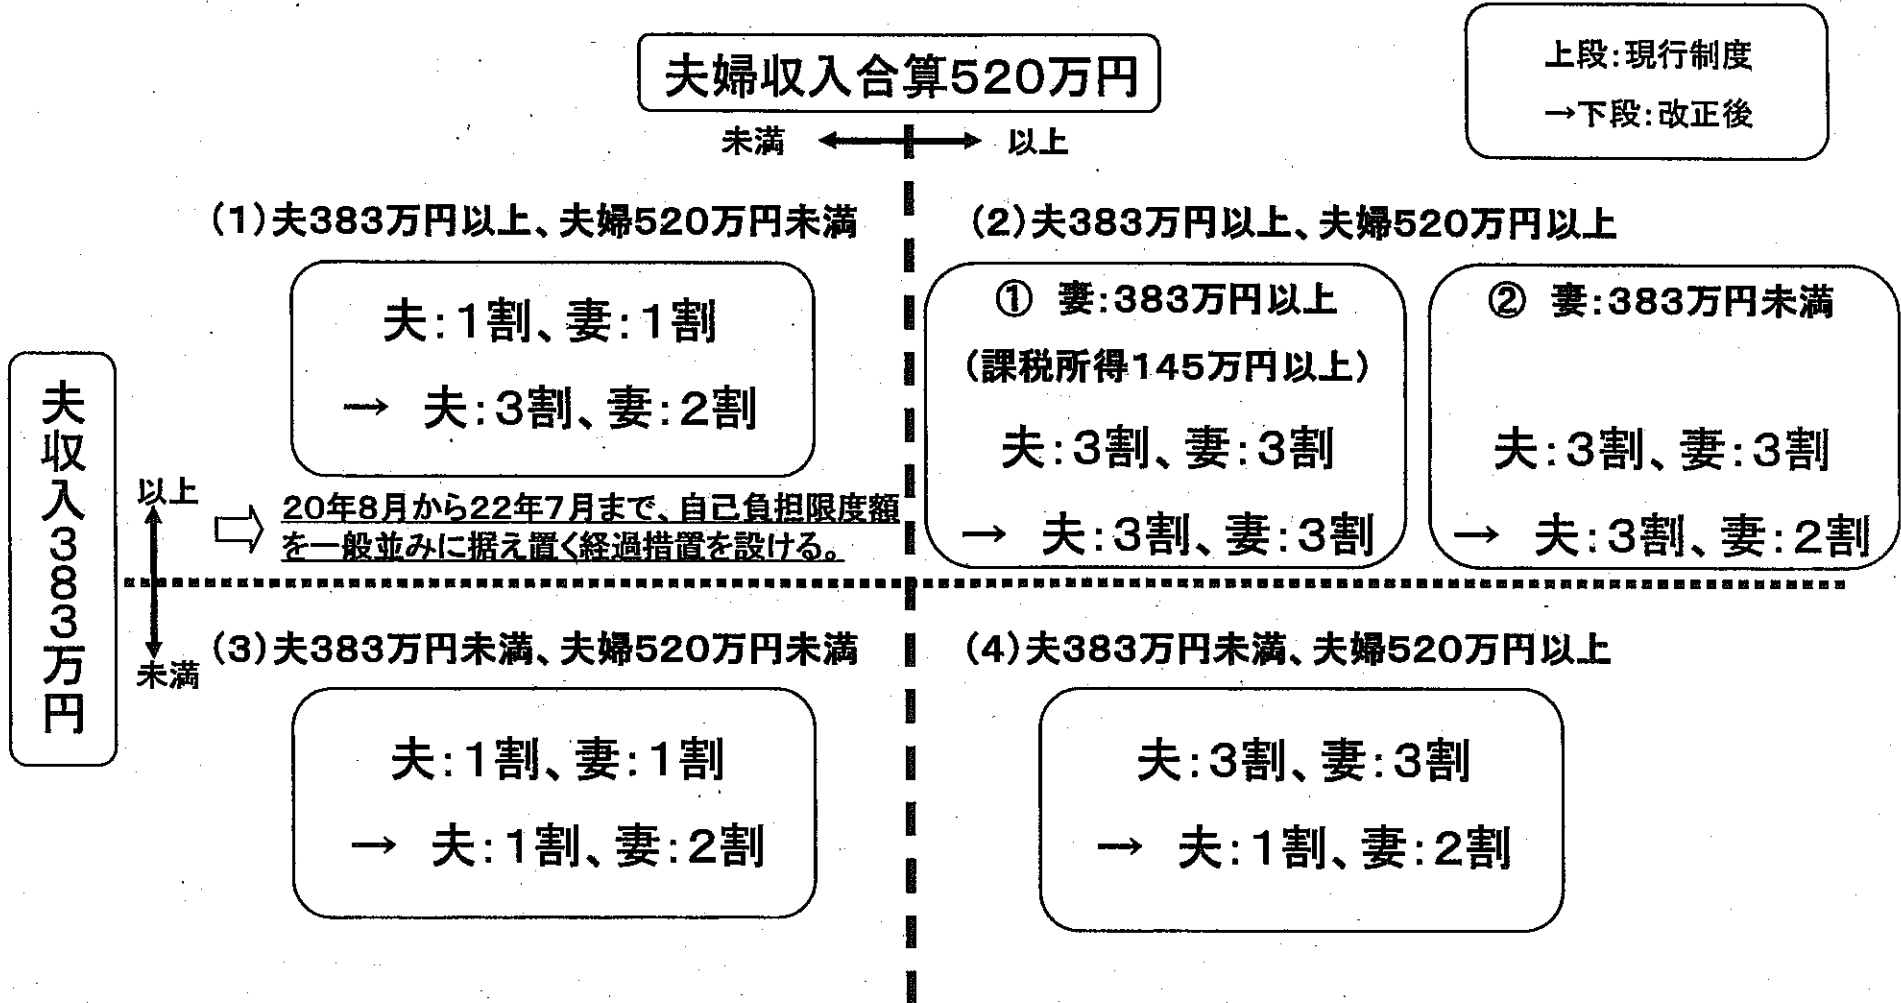 夫婦収入合算520万円
上段:現行制度
→下段:改正後
未満
以上
(1)夫383万円以上、夫婦520万円未満
夫:1割、妻:1割
→ 夫:3割、妻:2割
20年8月から22年7月まで、自己負担限度額
を一般並みに据え置く経過措置を設ける。
(2)夫383万円以上、夫婦520万円以上
① 妻:383万円以上
(課税所得145万円以上)
夫:3割、妻:3割
→ 夫:3割、妻:3割
② 妻:383万円未満
夫:3割、妻:3割
→ 夫:3割、妻:2割
夫収入383万円
以上
未満
(3)夫383万円未満、夫婦520万円未満
夫:1割、妻:1割
→ 夫:1割、妻:2割
(4)夫383万円未満、夫婦520万円以上
夫:3割、妻:3割
→ 夫:1割、妻:2割